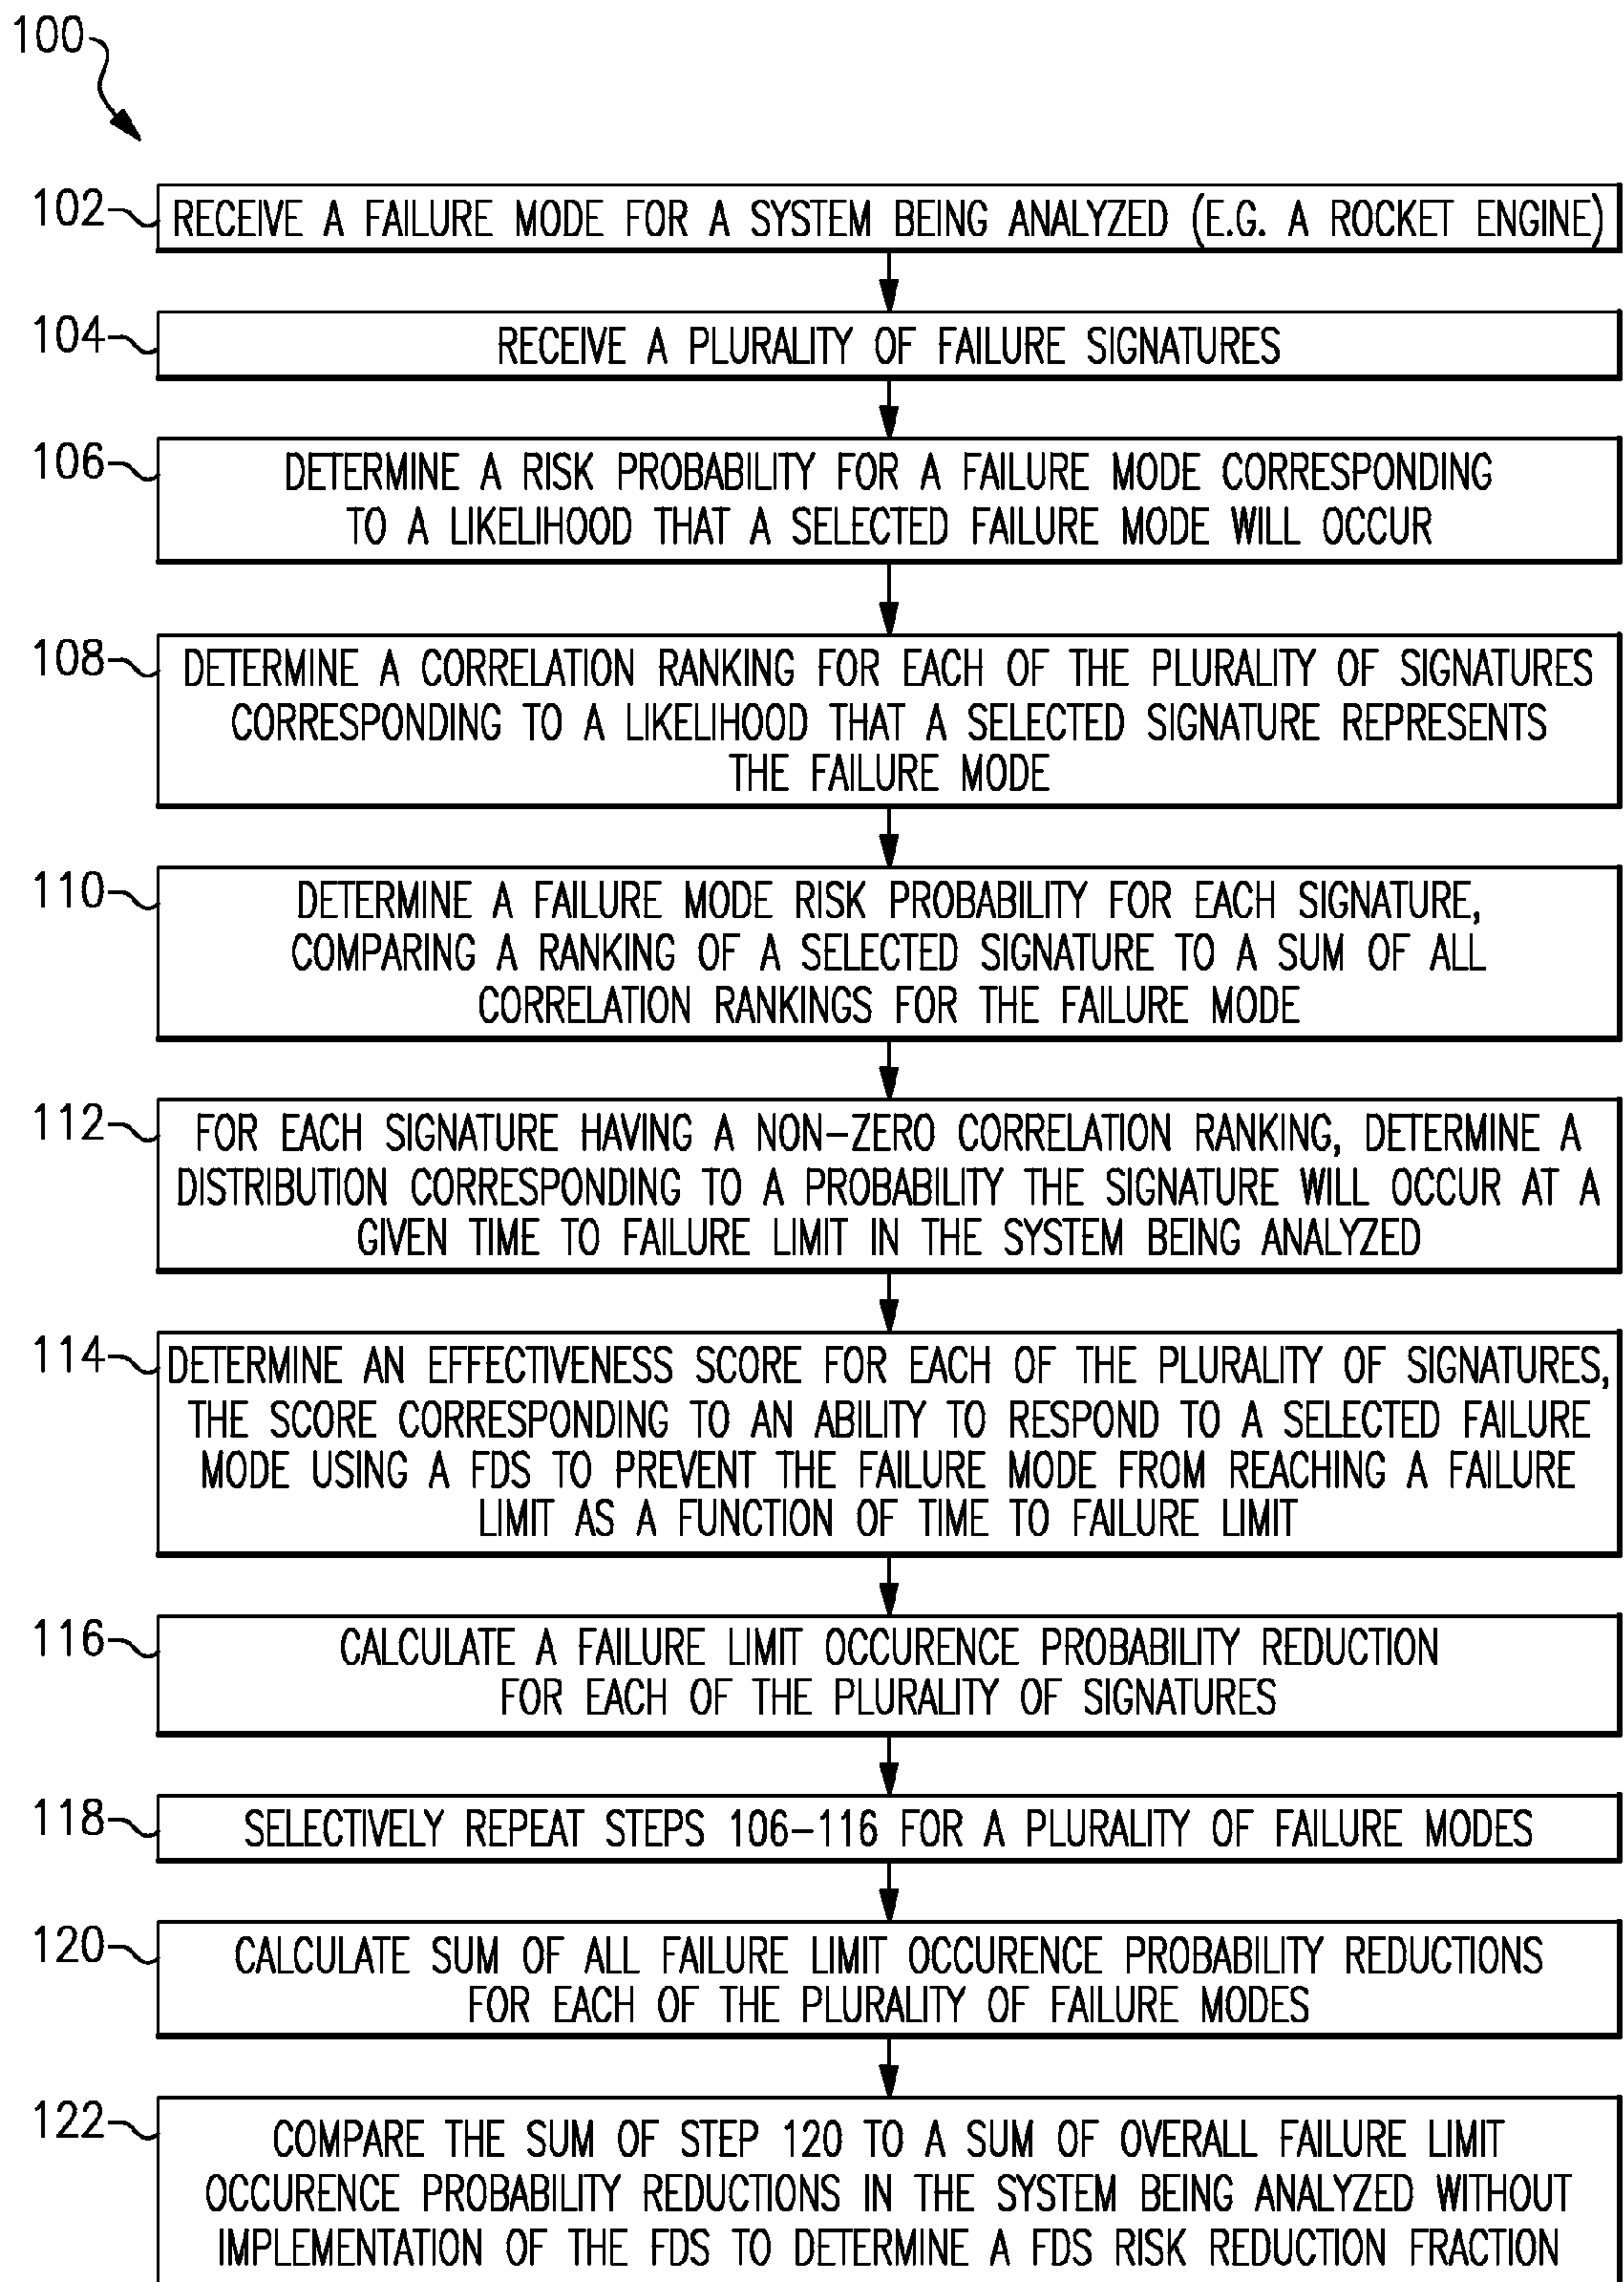 100
102
RECEIVE A FAILURE MODE FOR A SYSTEM BEING ANALYZED (E.G. A ROCKET ENGINE)
104
RECEIVE A PLURALITY OF FAILURE SIGNATURES
106
DETERMINE A RISK PROBABILITY FOR A FAILURE MODE CORRESPONDING
TO A LIKELIHOOD THAT A SELECTED FAILURE MODE WILL OCCUR
108
DETERMINE A CORRELATION RANKING FOR EACH OF THE PLURALITY OF SIGNATURES
CORRESPONDING TO A LIKELIHOOD THAT A SELECTED SIGNATURE REPRESENTS
THE FAILURE MODE
110
DETERMINE A FAILURE MODE RISK PROBABILITY FOR EACH SIGNATURE,
COMPARING A RANKING OF A SELECTED SIGNATURE TO A SUM OF ALL
CORRELATION RANKINGS FOR THE FAILURE MODE
112
FOR EACH SIGNATURE HAVING A NON-ZERO CORRELATION RANKING, DETERMINE A
DISTRIBUTION CORRESPONDING TO A PROBABILITY THE SIGNATURE WILL OCCUR AT A
GIVEN TIME TO FAILURE LIMIT IN THE SYSTEM BEING ANALYZED
114
DETERMINE AN EFFECTIVENESS SCORE FOR EACH OF THE PLURALITY OF SIGNATURES,
THE SCORE CORRESPONDING TO AN ABILITY TO RESPOND TO A SELECTED FAILURE
MODE USING A FDS TO PREVENT THE FAILURE MODE FROM REACHING A FAILURE
LIMIT AS A FUNCTION OF TIME TO FAILURE LIMIT
116
CALCULATE A FAILURE LIMIT OCCURENCE PROBABILITY REDUCTION
FOR EACH OF THE PLURALITY OF SIGNATURES
118
SELECTIVELY REPEAT STEPS 106-116 FOR A PLURALITY OF FAILURE MODES
120
CALCULATE SUM OF ALL FAILURE LIMIT OCCURENCE PROBABILITY REDUCTIONS
FOR EACH OF THE PLURALITY OF FAILURE MODES
122
COMPARE THE SUM OF STEP 120 TO A SUM OF OVERALL FAILURE LIMIT
OCCURENCE PROBABILITY REDUCTIONS IN THE SYSTEM BEING ANALYZED WITHOUT
IMPLEMENTATION OF THE FDS TO DETERMINE A FDS RISK REDUCTION FRACTION